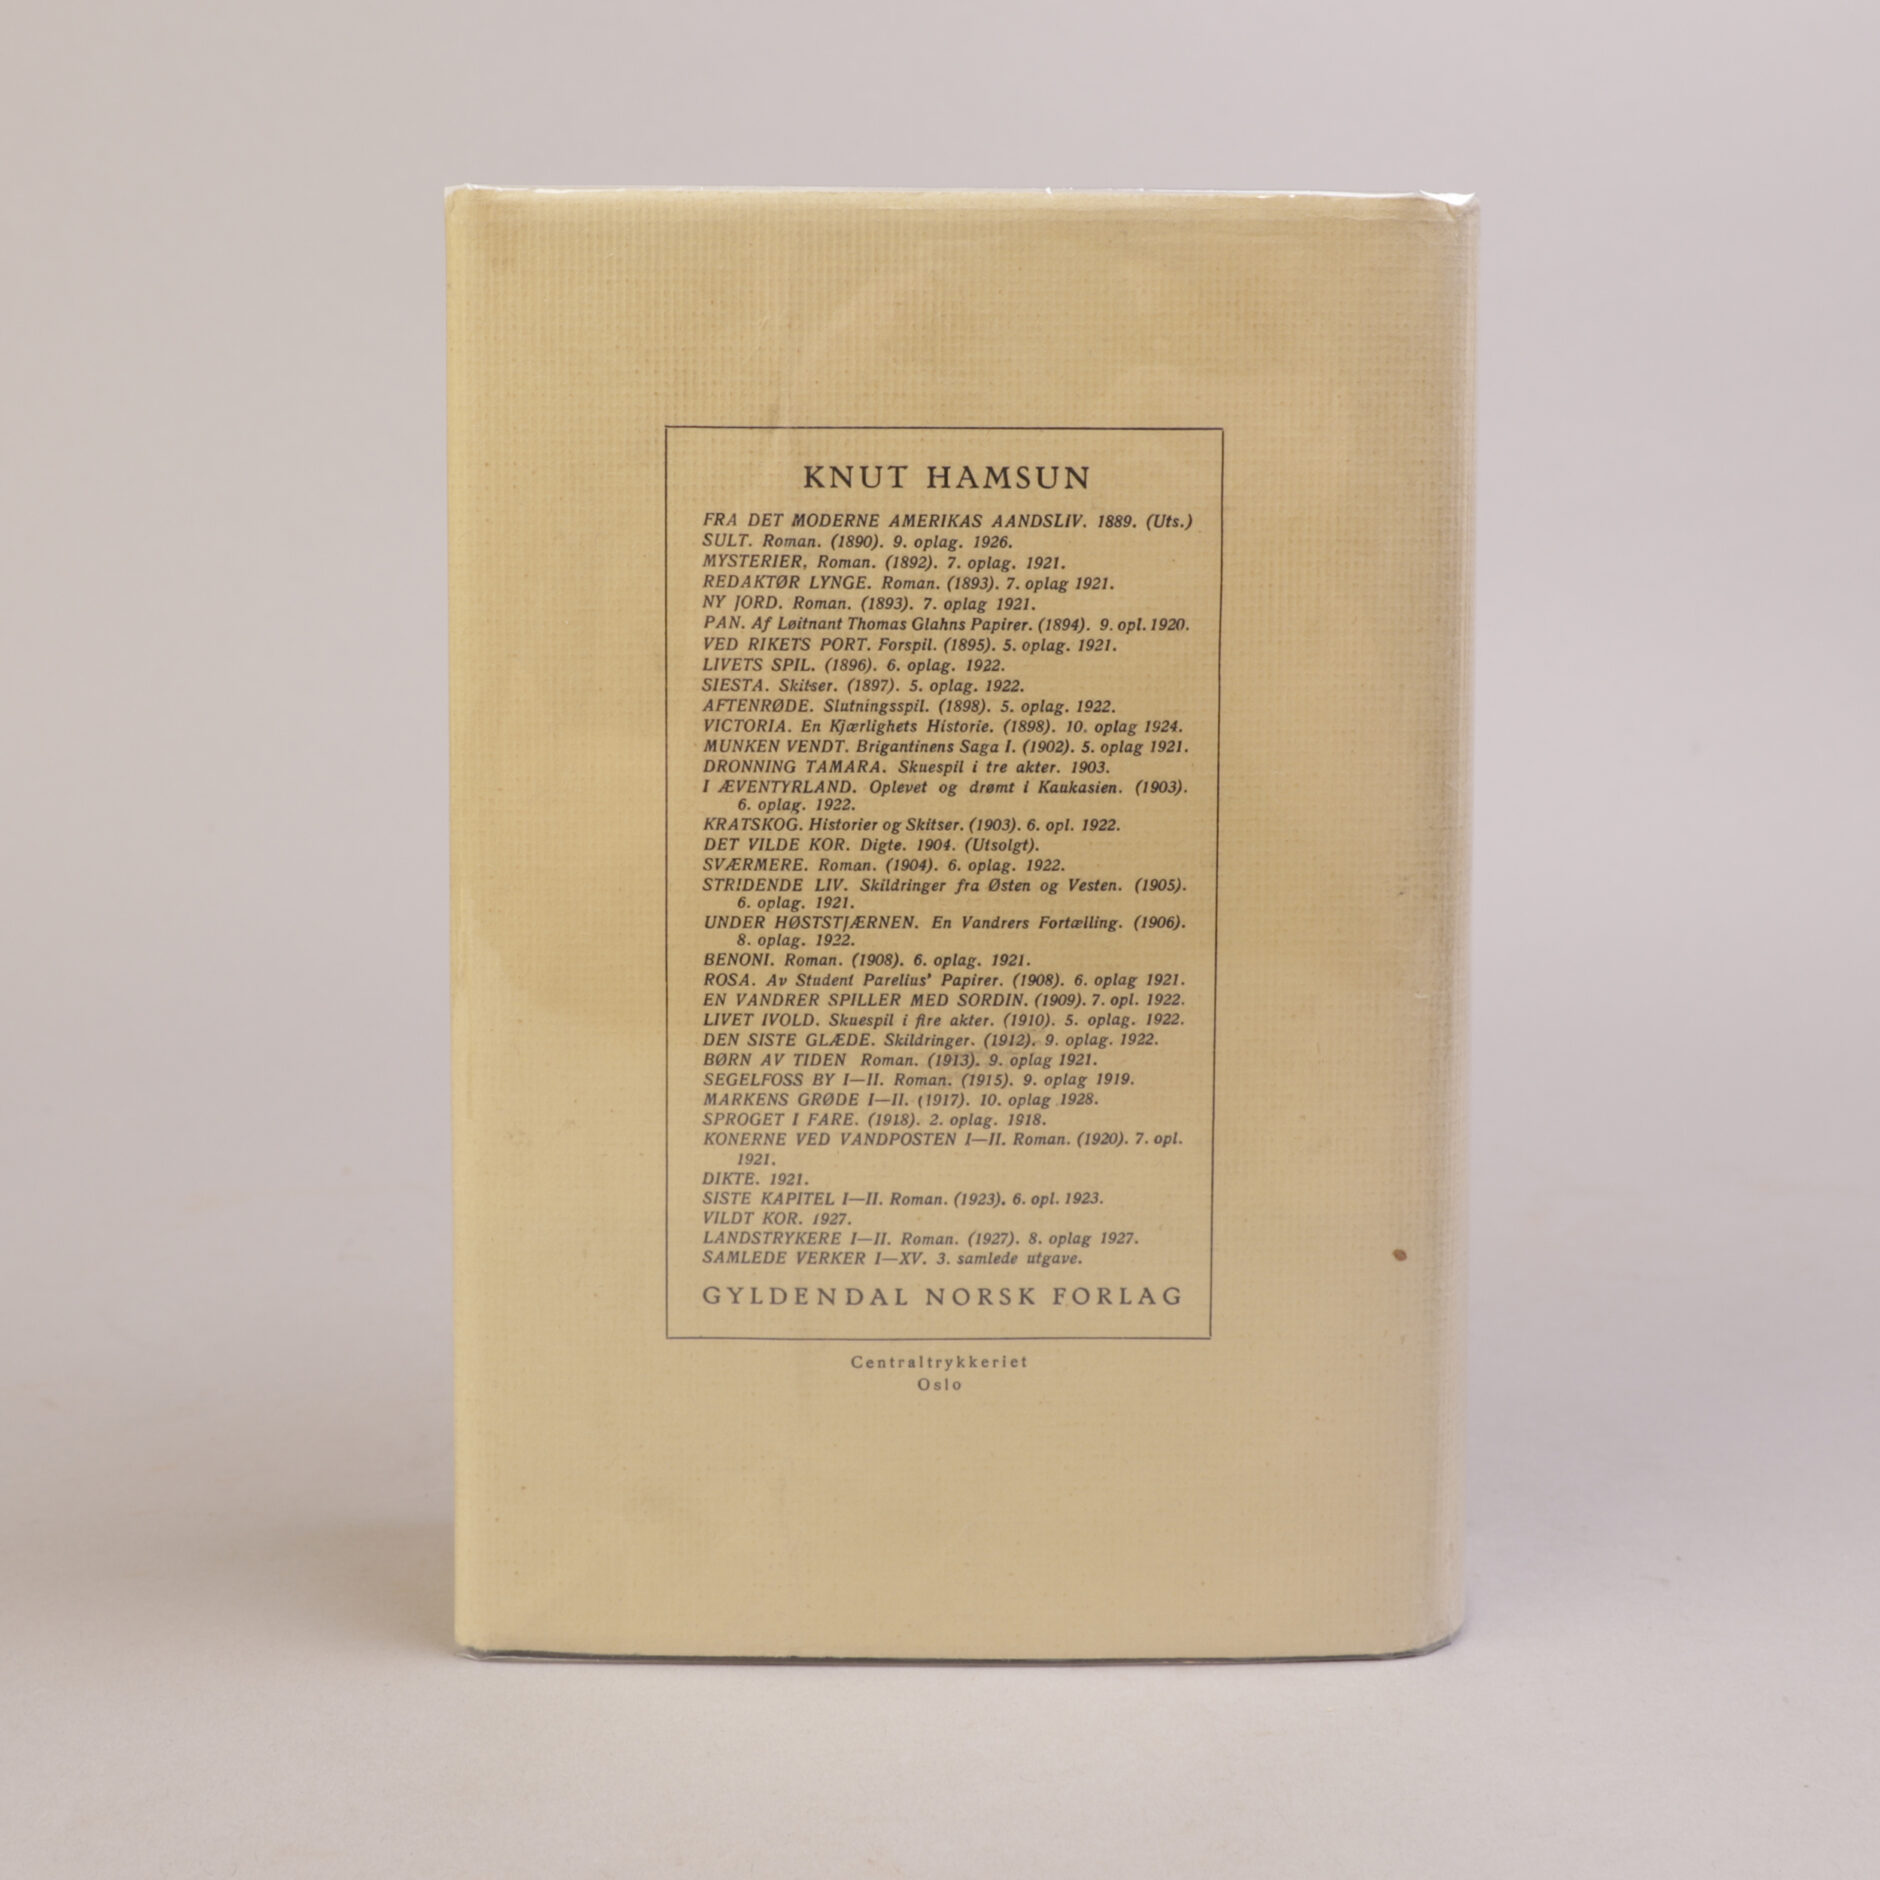 KNUT HAMSUN
FRA DET MODERNE AMERIKAS AANDSLIV. 1889. (Uts.)
SULT. Roman. (1890). 9. oplag. 1926.
MYSTERIER, Roman. (1892). 7. oplag. 1921.
REDAKTØR LYNGE. Roman. (1893). 7. oplag 1921.
NY JORD. Roman. (1893). 7. oplag 1921.
PAN. Af Løitnant Thomas Glahns Papirer. (1894). 9. opl. 1920.
VED RIKETS PORT. Forspil. (1895). 5. oplag. 1921.
LIVETS SPIL. (1896). 6. oplag. 1922.
SIESTA. Skitser. (1897). 5. oplag. 1922.
AFTENRØDE. Slutningsspil. (1898). 5. oplag. 1922.
VICTORIA. En Kjærlighets Historie. (1898). 10. oplag 1924.
MUNKEN VENDT. Brigantinens Saga I. (1902). 5. oplag 1921.
DRONNING TAMARA. Skuespil i tre akter. 1903.
I ÆVENTYRLAND. Oplevet og drømt i Kaukasien. (1903).
6. oplag. 1922.
KRATSKOG. Historier og Skitser. (1903). 6. opl. 1922.
DET VILDE KOR. Digte. 1904. (Utsolgt).
SVÆRMERE. Roman. (1904). 6. oplag. 1922.
STRIDENDE LIV. Skildringer fra Østen og Vesten. (1905).
6. oplag. 1921.
UNDER HØSTSTJÆRNEN. En Vandrers Fortælling. (1906).
8. oplag. 1922.
BENONI. Roman. (1908). 6. oplag. 1921.
ROSA. Av Student Parelius' Papirer. (1908). 6. oplag 1921.
EN VANDRER SPILLER MED SORDIN. (1909). 7. opl. 1922.
LIVET IVOLD. Skuespil i fire akter. (1910). 5. oplag. 1922.
DEN SISTE GLÆDE. Skildringer. (1912). 9. oplag. 1922.
BØRN AV TIDEN Roman. (1913). 9. oplag 1921.
SEGELFOSS BY I—II. Roman. (1915). 9. oplag 1919.
MARKENS GRØDE I—II. (1917). 10. oplag 1928.
SPROGET I FARE. (1918). 2. oplag. 1918.
KONERNE VED VANDPOSTEN I—II. Roman. (1920). 7. opl.
1921.
DIKTE. 1921.
SISTE KAPITEL I—II. Roman. (1923). 6. opl. 1923.
VILDT KOR. 1927.
LANDSTRYKERE I—II. Roman. (1927). 8. oplag 1927.
SAMLEDE VERKER I—XV. 3. samlede utgave.
GYLDENDAL NORSK FORLAG
Centraltrykkeriet
Oslo